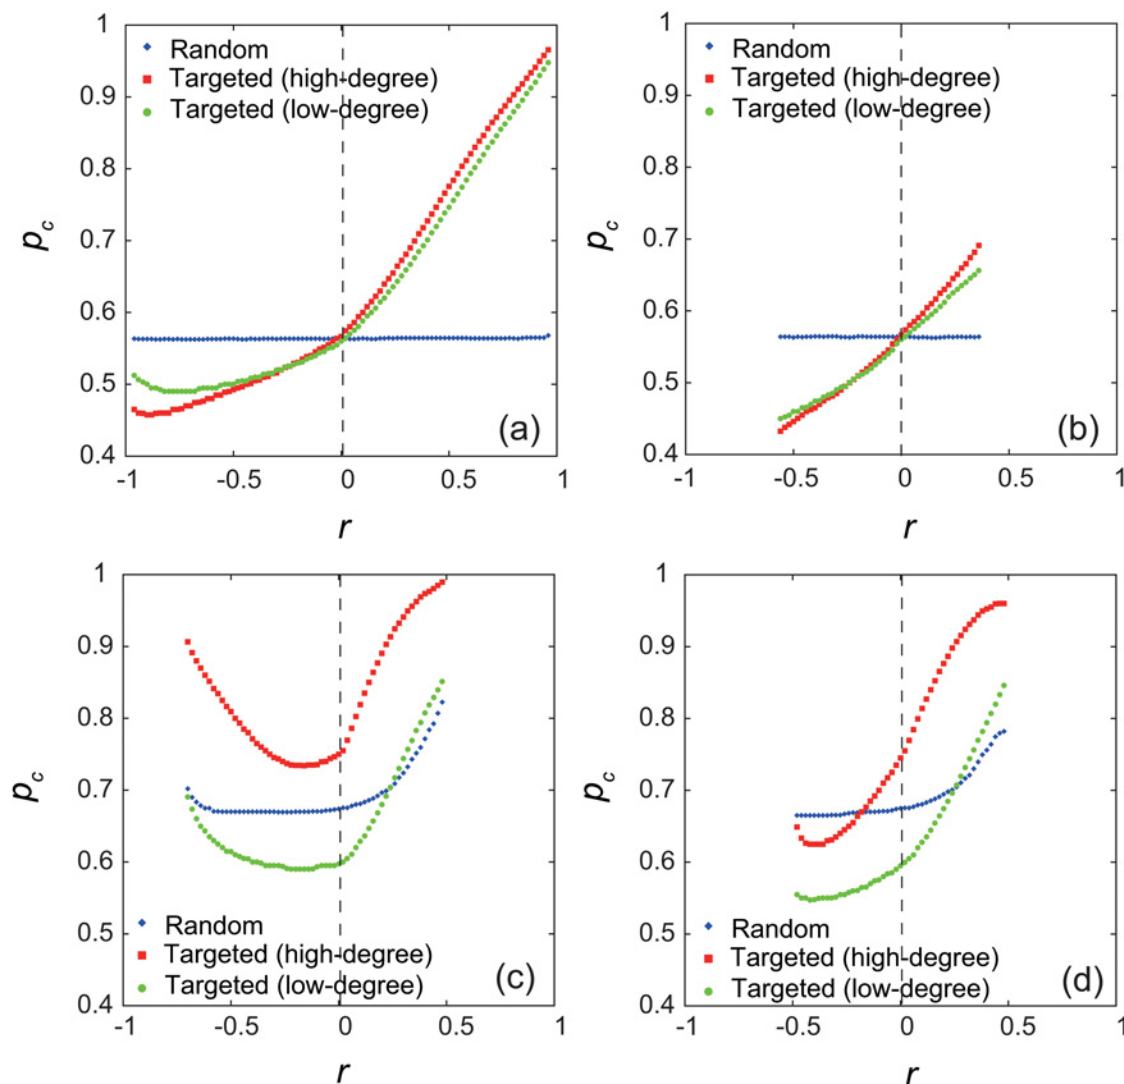 1
Random
Targeted (high-degree)
Targeted (low-degree)
0.9
0.8
0.7
0.6
0.5
0.4
p_c
(a)
-1 -0.5 0 0.5 1
r
1
Random
Targeted (high-degree)
Targeted (low-degree)
0.9
0.8
0.7
0.6
0.5
0.4
p_c
(b)
-1 -0.5 0 0.5 1
r
1
0.9
0.8
0.7
0.6
0.5
0.4
p_c
Random
Targeted (high-degree)
Targeted (low-degree)
(c)
-1 -0.5 0 0.5 1
r
1
0.9
0.8
0.7
0.6
0.5
0.4
p_c
Random
Targeted (high-degree)
Targeted (low-degree)
(d)
-1 -0.5 0 0.5 1
r